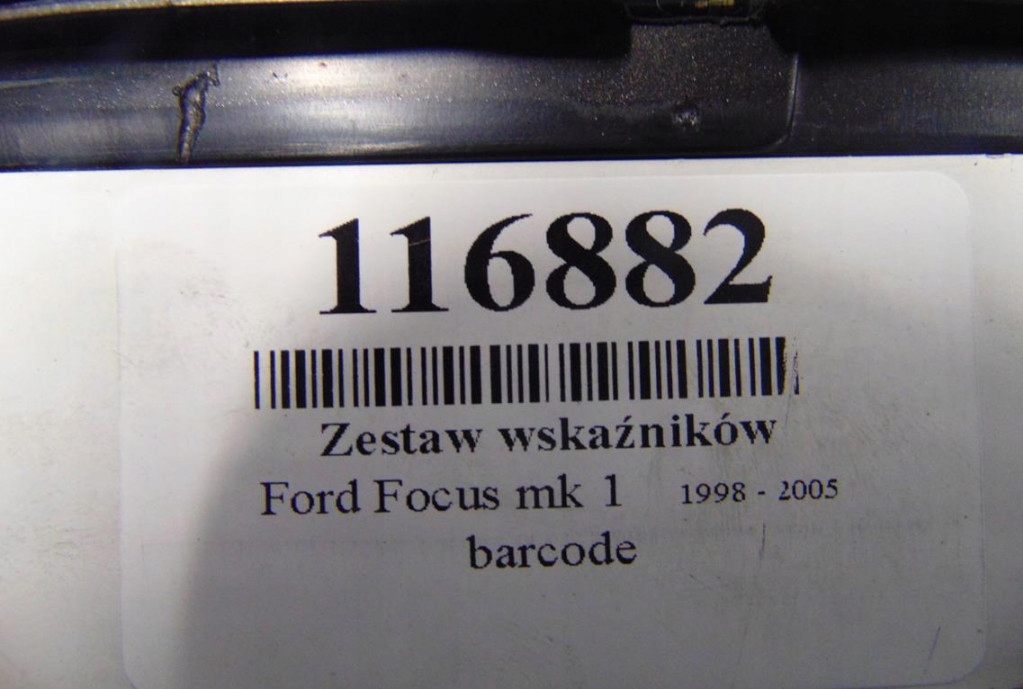 116882
Zestaw wskaźników
Ford Focus mk 1 1998 - 2005
barcode